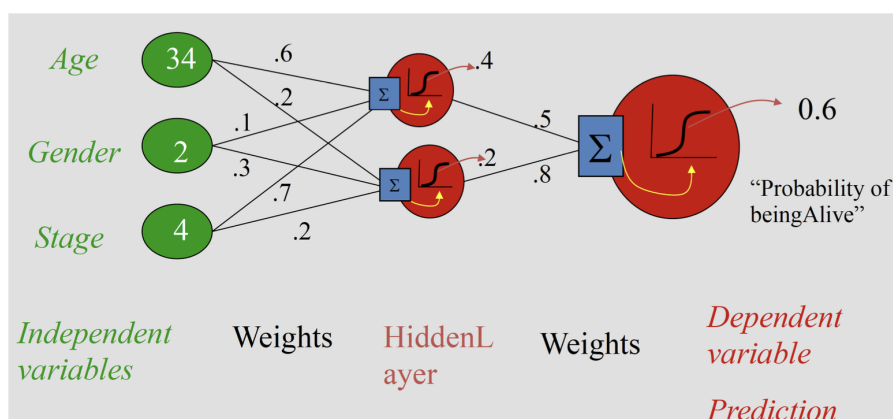 Age
34
.6
.4
.2
Σ
.1
.5
0.6
Gender
2
Σ
.3
.2
.8
Σ
“Probability of
beingAlive”
.7
Stage
4
.2
Independent
variables
Weights
HiddenL
ayer
Weights
Dependent
variable
Prediction